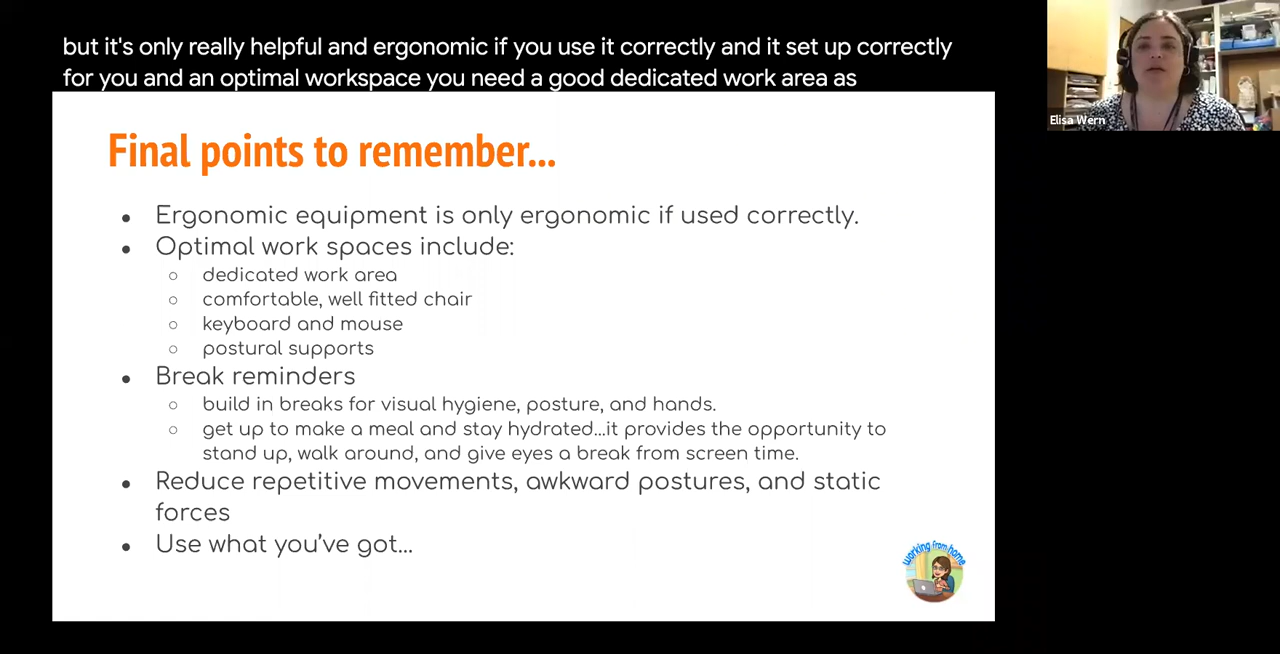 but it's only really helpful and ergonomic if you use it correctly and it set up correctly
for you and an optimal workspace you need a good dedicated work area as
Elisa Wern
Final points to remember...
● Ergonomic equipment is only ergonomic if used correctly.
● Optimal work spaces include:
○ dedicated work area
○ comfortable, well fitted chair
○ keyboard and mouse
○ postural supports
● Break reminders
○ build in breaks for visual hygiene, posture, and hands.
○ get up to make a meal and stay hydrated...it provides the opportunity to
stand up, walk around, and give eyes a break from screen time.
● Reduce repetitive movements, awkward postures, and static
forces
● Use what you've got...
working from home